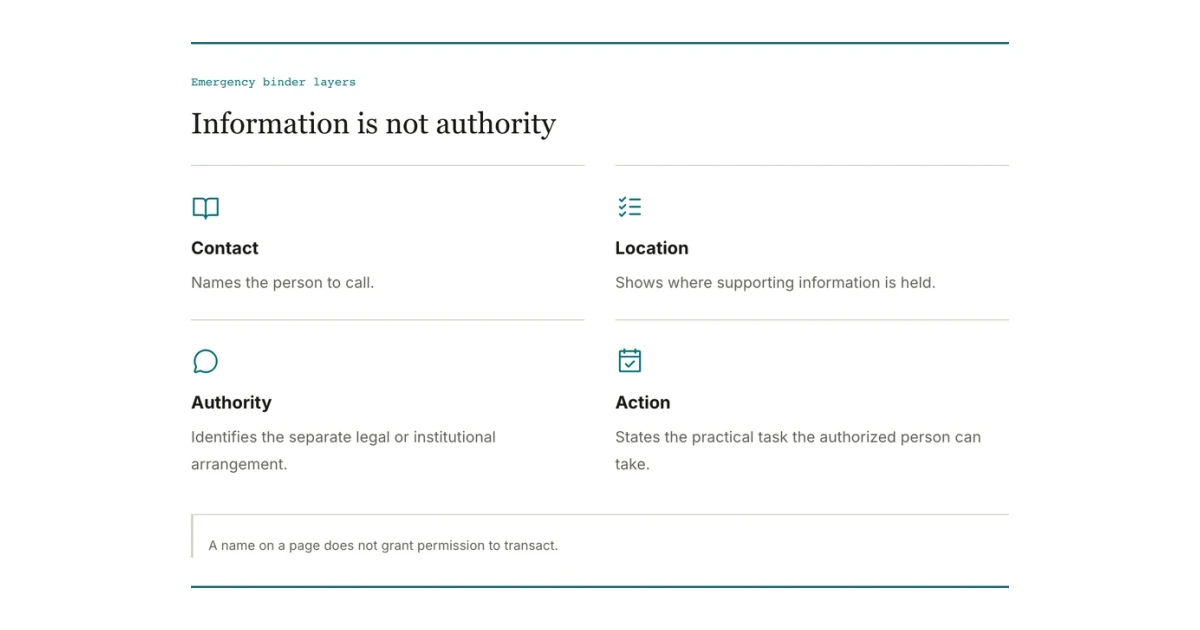 Emergency binder layers
Information is not authority
Contact
Names the person to call.
Location
Shows where supporting information is held.
Authority
Identifies the separate legal or institutional
arrangement.
Action
States the practical task the authorized person can
take.
A name on a page does not grant permission to transact.